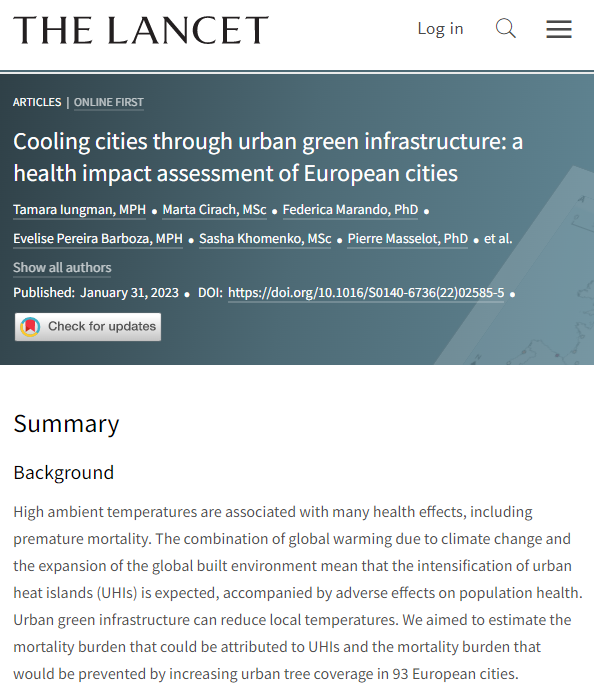 THE LANCET
Log in
ARTICLES | ONLINE FIRST
Cooling cities through urban green infrastructure: a
health impact assessment of European cities
Tamara Iungman, MPH • Marta Cirach, MSc • Federica Marando, PhD •
Evelise Pereira Barboza, MPH • Sasha Khomenko, MSc • Pierre Masselot, PhD • et al.
Show all authors
Published: January 31, 2023 • DOI: https://doi.org/10.1016/S0140-6736(22)02585-5 •
Check for updates
Summary
Background
High ambient temperatures are associated with many health effects, including
premature mortality. The combination of global warming due to climate change and
the expansion of the global built environment mean that the intensification of urban
heat islands (UHIs) is expected, accompanied by adverse effects on population health.
Urban green infrastructure can reduce local temperatures. We aimed to estimate the
mortality burden that could be attributed to UHIs and the mortality burden that
would be prevented by increasing urban tree coverage in 93 European cities.